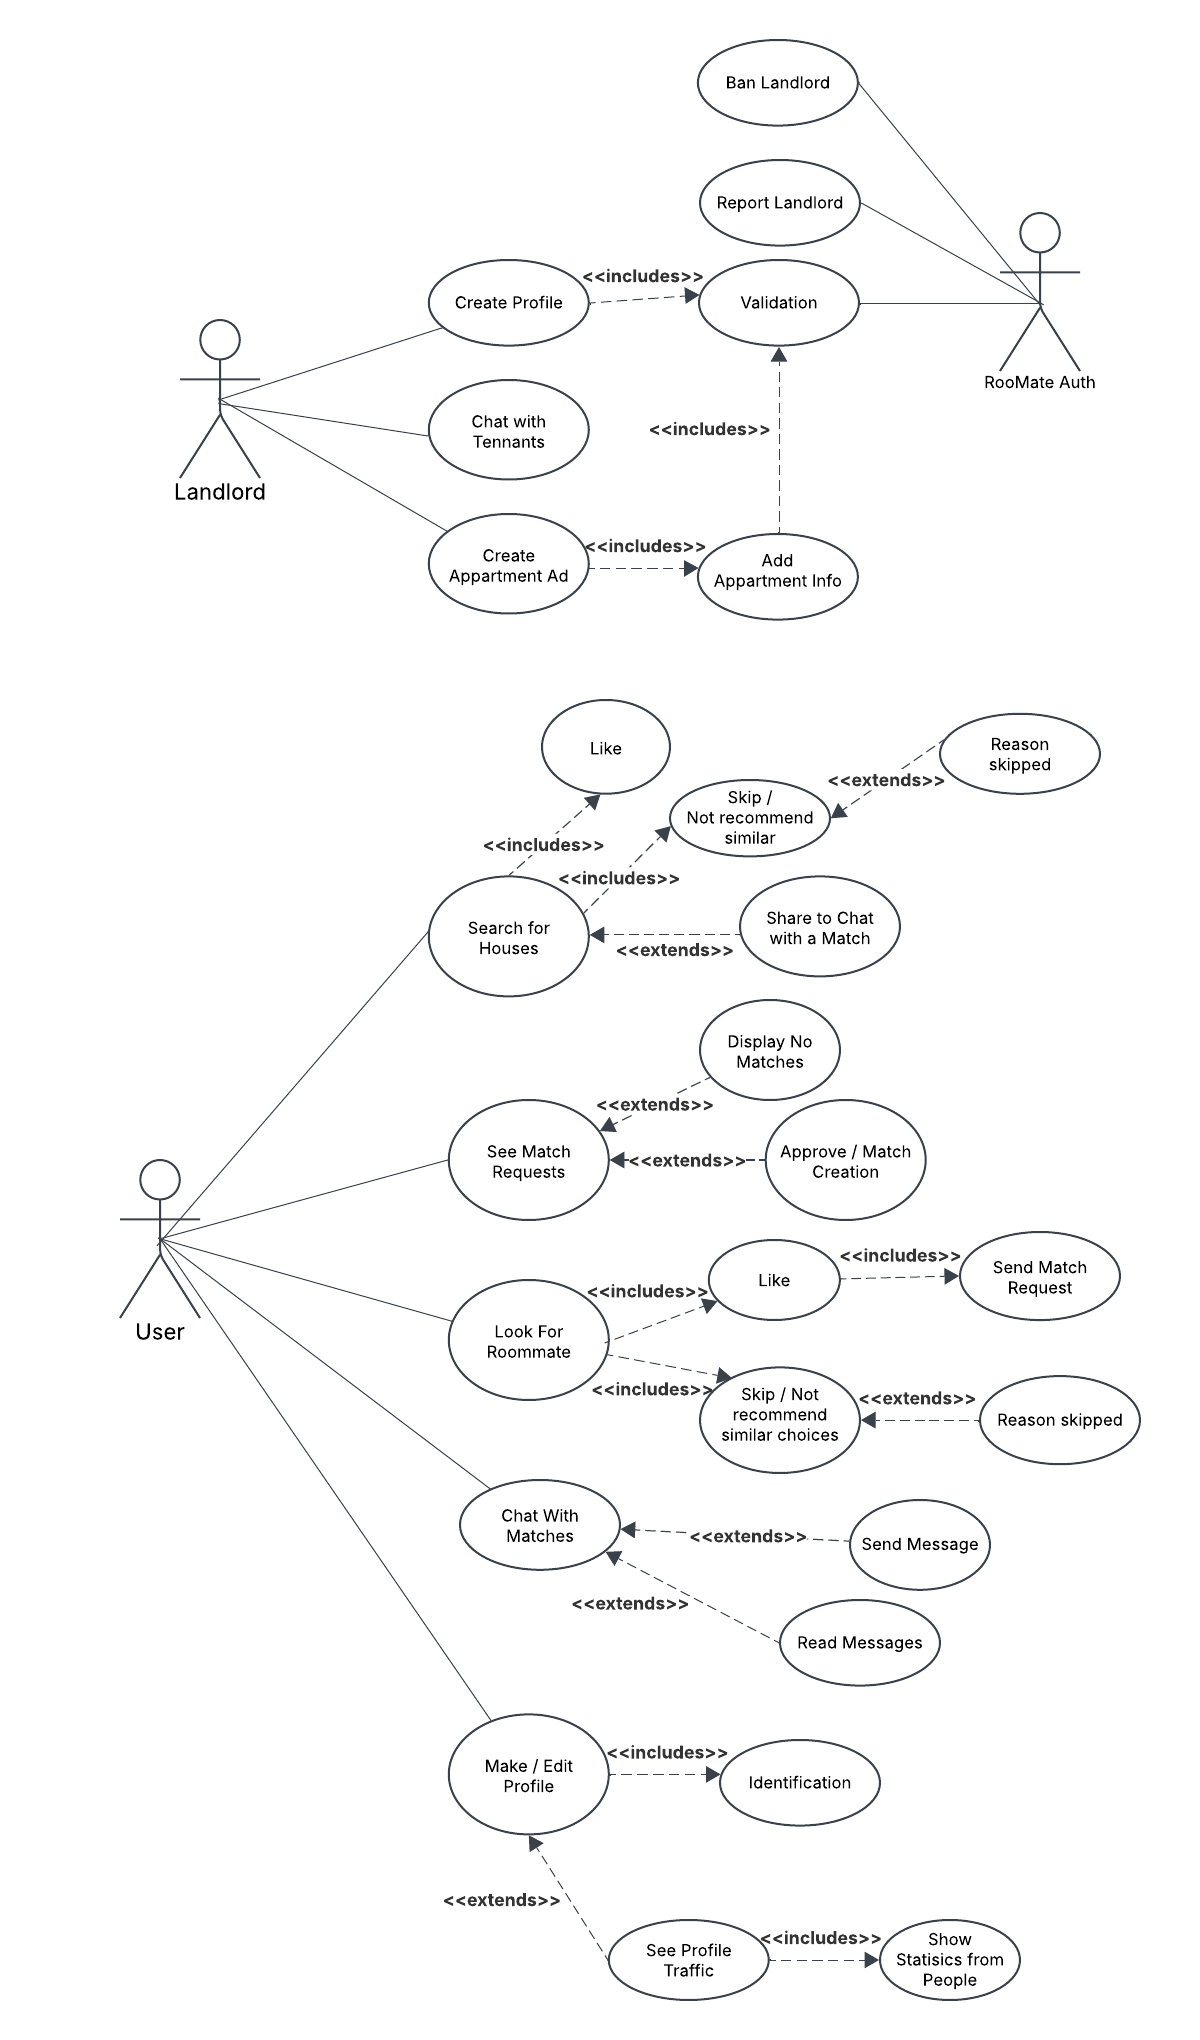 Ban Landlord
Report Landlord
<<includes>>
Create Profile
Validation
RooMate Auth
Chat with
Tennants
<<includes>>
Landlord
<<includes>>
Create
Appartment Ad
Add
Appartment Info
Like
Reason
skipped
<<extends>>
Skip /
Not recommend
similar
<<includes>>
<<includes>>
Search for
Houses
Share to Chat
with a Match
<<extends>>
Display No
Matches
<<extends>>
See Match
Requests
<<extends>>
Approve / Match
Creation
<<includes>>
Like
<<includes>>
Send Match
Request
User
Look For
Roommate
<<includes>>
Skip / Not
recommend
similar choices
<<extends>>
Reason skipped
Chat With
Matches
<<extends>>
Send Message
<<extends>>
Read Messages
Make / Edit
Profile
<<includes>>
Identification
<<extends>>
See Profile
Traffic
<<includes>>
Show
Statisics from
People